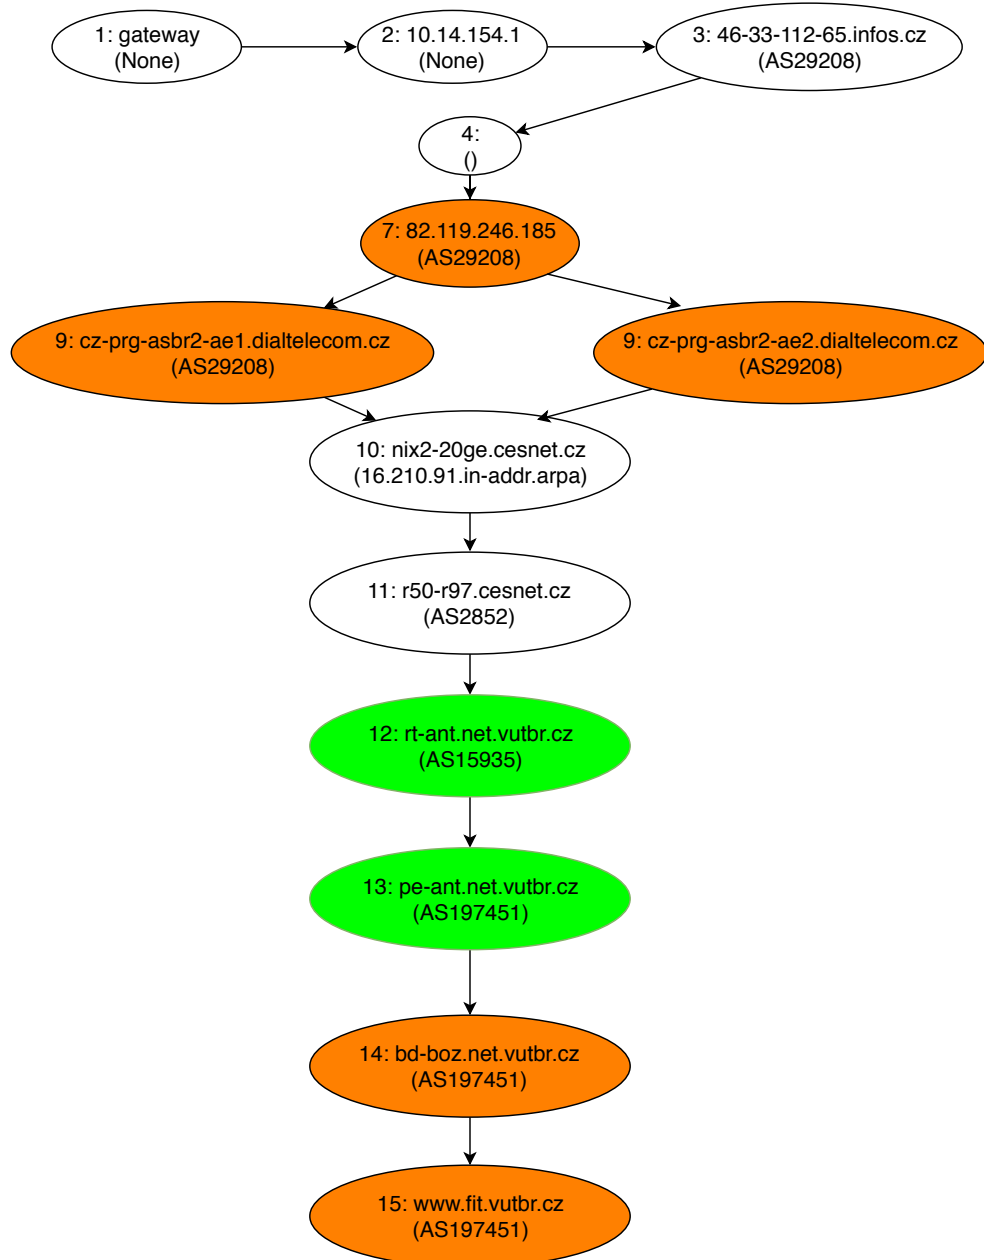 1: gateway
(None)
2: 10.14.154.1
(None)
3: 46-33-112-65.infos.cz
(AS29208)
4:
()
7: 82.119.246.185
(AS29208)
9: cz-prg-asbr2-ae1.dialtelecom.cz
(AS29208)
9: cz-prg-asbr2-ae2.dialtelecom.cz
(AS29208)
10: nix2-20ge.cesnet.cz
(16.210.91.in-addr.arpa)
11: r50-r97.cesnet.cz
(AS2852)
12: rt-ant.net.vutbr.cz
(AS15935)
13: pe-ant.net.vutbr.cz
(AS197451)
14: bd-boz.net.vutbr.cz
(AS197451)
15: www.fit.vutbr.cz
(AS197451)